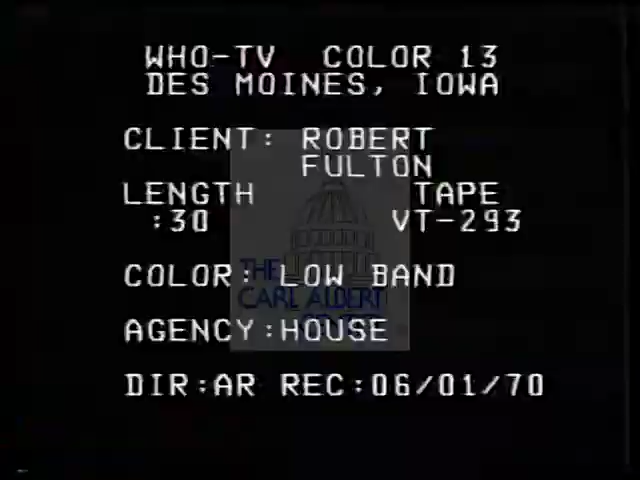 WHO-TV COLOR 13
DES MOINES, IOWA
CLIENT: ROBERT
FULTON
LENGTH TAPE
:30 VT-293
COLOR: LOW BAND
AGENCY:HOUSE
DIR:AR REC:06/01/70
THE
CARL ALBERT
CENTER